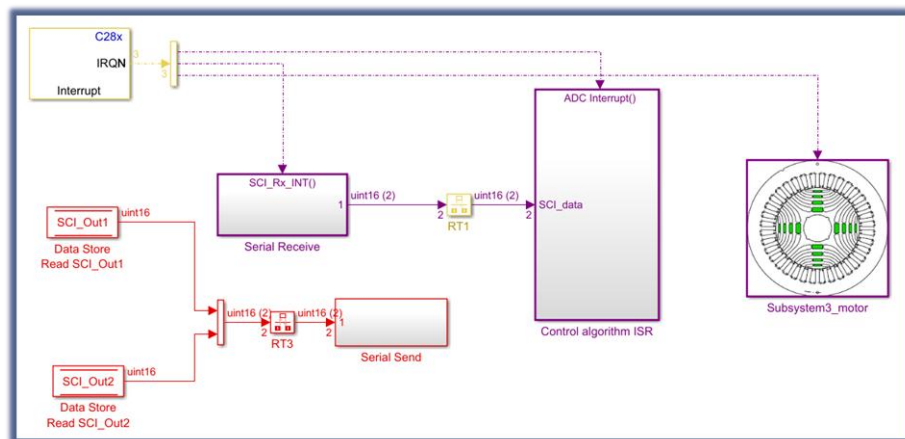 C28x
IRQN
3
3
Interrupt
ADC Interrupt()
SCI_Rx_INT()
1
uint16 (2)
2
uint16 (2)
2
SCI_data
RT1
Serial Receive
uint16
SCI_Out1
Data Store
Read SCI_Out1
Subsystem3_motor
uint16 (2)
2
uint16 (2)
2
1
RT3
Control algorithm ISR
Serial Send
uint16
SCI_Out2
Data Store
Read SCI_Out2